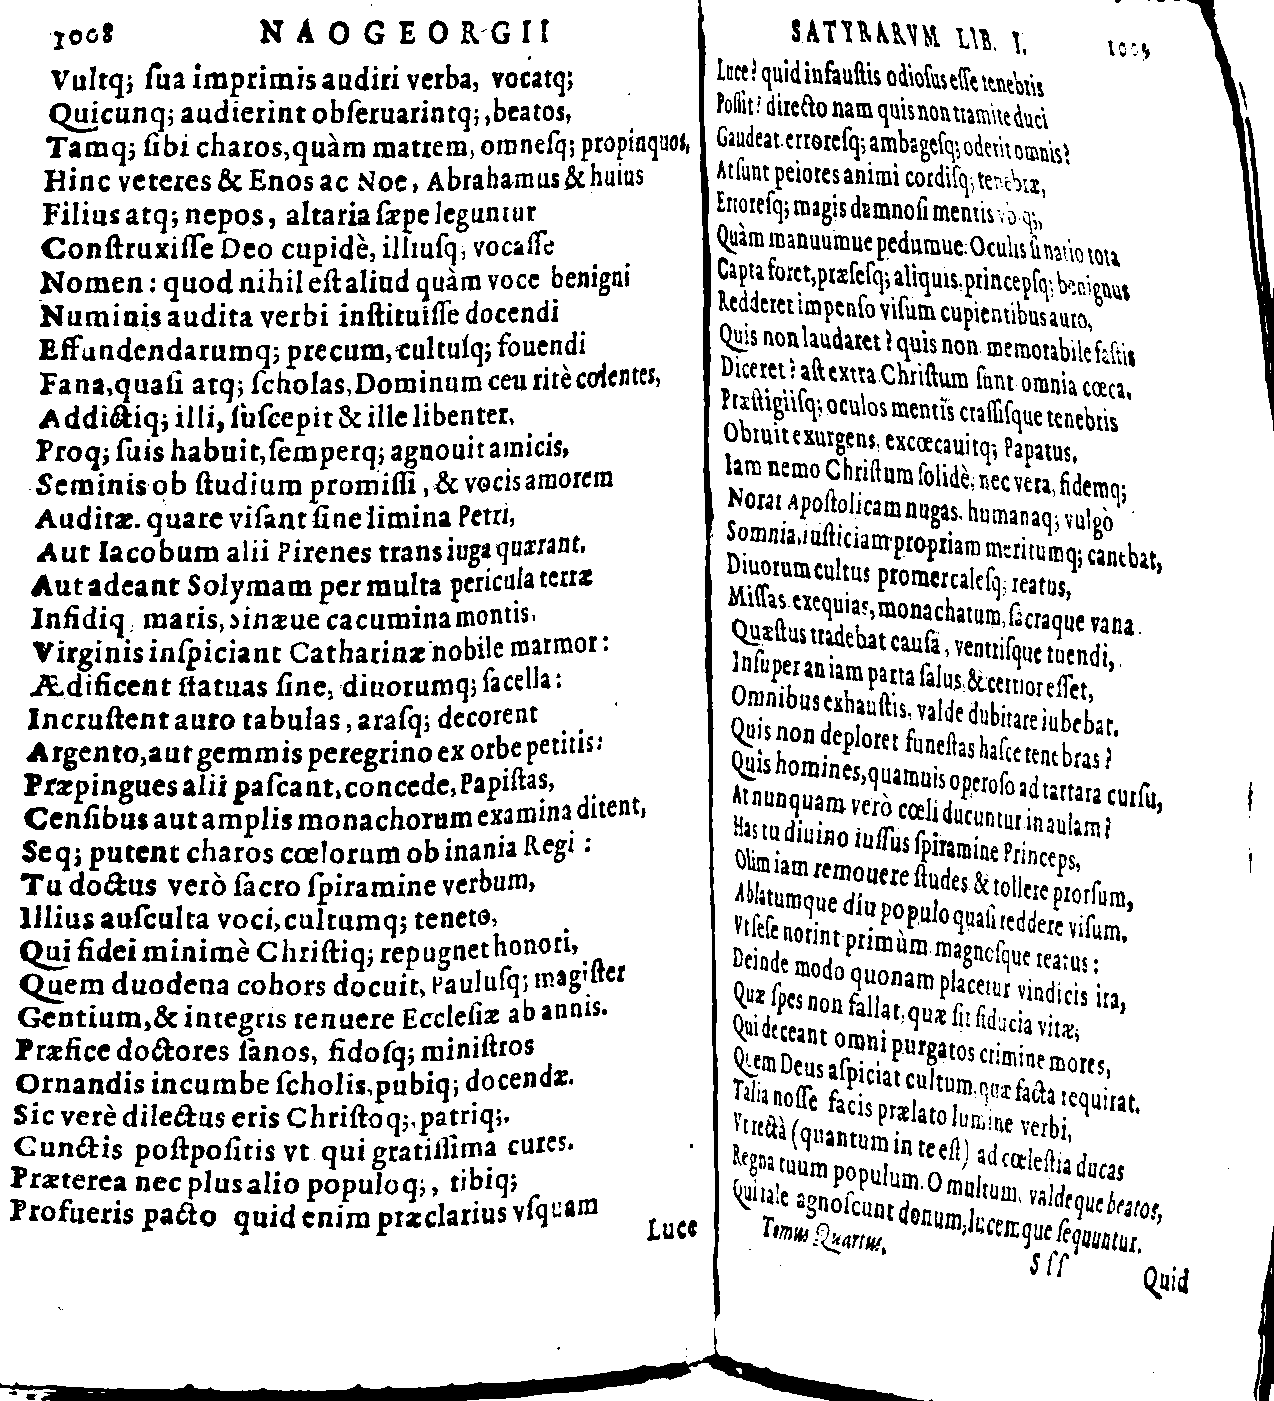 1008 NAOGEORGII
Vultq; ſua imprimis audiri verba, vocatq;
Quicunq; audierint obſeruarintq;, beatos,
Tamq; ſibi charos, quàm matrem, omneſq; propinquos,
Hinc veteres & Enos ac Noe, Abrahamus & huius
Filius atq; nepos, altaria ſæpe leguntur
Conſtruxiſſe Deo cupidè, illiuſq; vocaſſe
Nomen: quod nihil eſt aliud quàm voce benigni
Numinis audita verbi inſtituiſſe docendi
Effundendarumq; precum, cultuſq; fouendi
Fana, quaſi atq; ſcholas, Dominum ceu ritè colentes,
Addictiq; illi, ſuſcepit & ille libenter,
Proq; ſuis habuit, ſemperq; agnouit amicis,
Seminis ob ſtudium promiſſi, & vocis amorem
Auditæ. quare viſant ſine limina Petri,
Aut Iacobum alii Pirenes trans iuga quærant.
Aut adeant Solymam per multa pericula terræ
Infidiq maris, Sinæue cacumina montis,
Virginis inſpiciant Catharinæ nobile marmor:
Ædificent ſtatuas ſine, diuorumq; ſacella:
Incruſtent auro tabulas, araſq; decorent
Argento, aut gemmis peregrino ex orbe petitis:
Præpingues alii paſcant, concede, Papiſtas,
Cenſibus aut amplis monachorum examina ditent,
Seq; putent charos cœlorum ob inania Regi:
Tu doctus verò ſacro ſpiramine verbum,
Illius auſculta voci, cultumq; teneto,
Qui fidei minimè Chriſtiq; repugnet honori,
Quem duodena cohors docuit, Pauluſq; magiſter
Gentium, & integris tenuere Eccleſiæ ab annis.
Præfice doctores ſanos, fidoſq; miniſtros
Ornandis incumbe ſcholis, pubiq; docendæ.
Sic verè dilectus eris Chriſtoq;, patriq;.
Cunctis poſtpoſitis vt qui gratiſſima cures.
Præterea nec plus alio populoq;, tibiq;
Profueris pacto quid enim præclarius vſquam
Luce
SATYRARVM LIB. I. 1009
Luce? quid infauſtis odioſus eſſe tenebris
Poſſit? directo nam quis non tramite duci
Gaudeat. erroreſq; ambageſq; oderit omnis?
At ſunt peiores animi cordiſq; tenebræ,
Erroreſq; magis damnoſi mentis
Quàm manuumue pedumue. Oculis ſi natio tota
Capta foret, præſeſq; aliquis, princepſq; benignus
Redderet impenſo viſum cupientibus auro,
Quis non laudaret? quis non memorabile faſtis
Diceret? aſt extra Chriſtum ſunt omnia cœca,
Præſtigiiſq; oculos mentis craſſiſque tenebris
Obruit exurgens, excœcauitq; Papatus,
Iam nemo Chriſtum ſolidè, nec vera, fidemq;
Norat Apoſtolicam nugas, humanaq; vulgò
Somnia, iuſticiam propriam meritumq; canebat,
Diuorum cultus promercaleſq; reatus,
Miſſas exequias, monachatum, ſacraque vana
Quæſtus tradebat cauſâ, ventriſque tuendi,
Inſuper an iam parta ſalus & certior eſſet,
Omnibus exhauſtis, valde dubitare iubebat.
Quis non deploret funeſtas haſce tenebras?
Quis homines, quamuis operoſo ad tartara curſu,
At nunquam verò cœli ducuntur in aulam?
Has tu diuino iuſſus ſpiramine Princeps,
Olim iam remouere ſtudes & tollere prorſum,
Ablatumque diu populo quaſi reddere viſum,
Vt ſeſe norint primùm magnoſque reatus:
Deinde modo quonam placetur vindicis ira,
Quæ ſpes non fallat, quæ ſit fiducia vitæ,
Qui deceant omni purgatos crimine mores,
Quem Deus aſpiciat cultum, quæ facta requirat.
Talia noſſe facis prælato lumine verbi,
Vt rectà (quantum in te eſt) ad cœleſtia ducas
Regna tuum populum. O multum, valdeque beatos,
Qui tale agnoſcunt donum, lucemque ſequuntur.
Tomus Quartus. Sſſ Quid